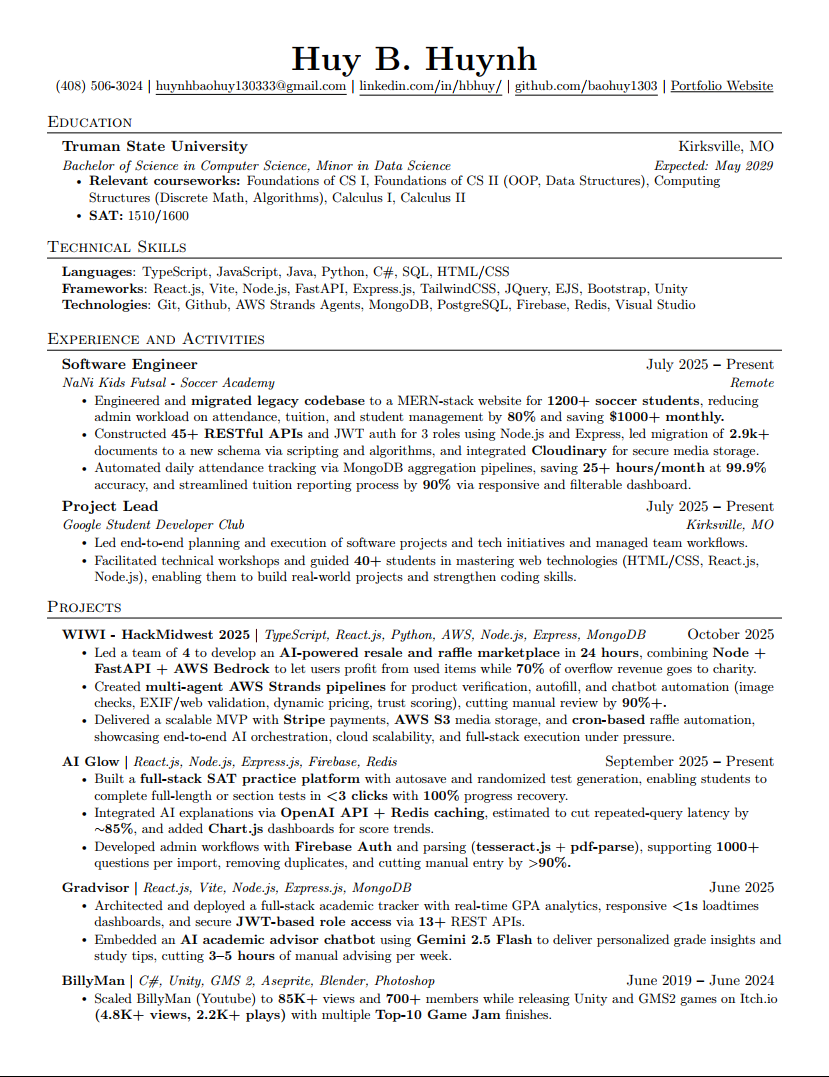 Huy B. Huynh
(408) 506-3024 | huynhbaohuy130333@gmail.com | linkedin.com/in/hbhuy/ | github.com/baohuy1303 | Portfolio Website
Education
Truman State University Kirksville, MO
Bachelor of Science in Computer Science, Minor in Data Science Expected: May 2029
• Relevant courseworks: Foundations of CS I, Foundations of CS II (OOP, Data Structures), Computing
Structures (Discrete Math, Algorithms), Calculus I, Calculus II
• SAT: 1510/1600
Technical Skills
Languages: TypeScript, JavaScript, Java, Python, C#, SQL, HTML/CSS
Frameworks: React.js, Vite, Node.js, FastAPI, Express.js, TailwindCSS, JQuery, EJS, Bootstrap, Unity
Technologies: Git, Github, AWS Strands Agents, MongoDB, PostgreSQL, Firebase, Redis, Visual Studio
Experience and Activities
Software Engineer July 2025 – Present
NaNi Kids Futsal - Soccer Academy Remote
• Engineered and migrated legacy codebase to a MERN-stack website for 1200+ soccer students, reducing
admin workload on attendance, tuition, and student management by 80% and saving $1000+ monthly.
• Constructed 45+ RESTful APIs and JWT auth for 3 roles using Node.js and Express, led migration of 2.9k+
documents to a new schema via scripting and algorithms, and integrated Cloudinary for secure media storage.
• Automated daily attendance tracking via MongoDB aggregation pipelines, saving 25+ hours/month at 99.9%
accuracy, and streamlined tuition reporting process by 90% via responsive and filterable dashboard.
Project Lead July 2025 – Present
Google Student Developer Club Kirksville, MO
• Led end-to-end planning and execution of software projects and tech initiatives and managed team workflows.
• Facilitated technical workshops and guided 40+ students in mastering web technologies (HTML/CSS, React.js,
Node.js), enabling them to build real-world projects and strengthen coding skills.
Projects
WIWI - HackMidwest 2025 | TypeScript, React.js, Python, AWS, Node.js, Express, MongoDB October 2025
• Led a team of 4 to develop an AI-powered resale and raffle marketplace in 24 hours, combining Node +
FastAPI + AWS Bedrock to let users profit from used items while 70% of overflow revenue goes to charity.
• Created multi-agent AWS Strands pipelines for product verification, autofill, and chatbot automation (image
checks, EXIF/web validation, dynamic pricing, trust scoring), cutting manual review by 90%+.
• Delivered a scalable MVP with Stripe payments, AWS S3 media storage, and cron-based raffle automation,
showcasing end-to-end AI orchestration, cloud scalability, and full-stack execution under pressure.
AI Glow | React.js, Node.js, Express.js, Firebase, Redis September 2025 – Present
• Built a full-stack SAT practice platform with autosave and randomized test generation, enabling students to
complete full-length or section tests in <3 clicks with 100% progress recovery.
• Integrated AI explanations via OpenAI API + Redis caching, estimated to cut repeated-query latency by
~85%, and added Chart.js dashboards for score trends.
• Developed admin workflows with Firebase Auth and parsing (tesseract.js + pdf-parse), supporting 1000+
questions per import, removing duplicates, and cutting manual entry by >90%.
Gradvisor | React.js, Vite, Node.js, Express.js, MongoDB June 2025
• Architected and deployed a full-stack academic tracker with real-time GPA analytics, responsive <1s loadtimes
dashboards, and secure JWT-based role access via 13+ REST APIs.
• Embedded an AI academic advisor chatbot using Gemini 2.5 Flash to deliver personalized grade insights and
study tips, cutting 3–5 hours of manual advising per week.
BillyMan | C#, Unity, GMS 2, Aseprite, Blender, Photoshop June 2019 – June 2024
• Scaled BillyMan (Youtube) to 85K+ views and 700+ members while releasing Unity and GMS2 games on Itch.io
(4.8K+ views, 2.2K+ plays) with multiple Top-10 Game Jam finishes.